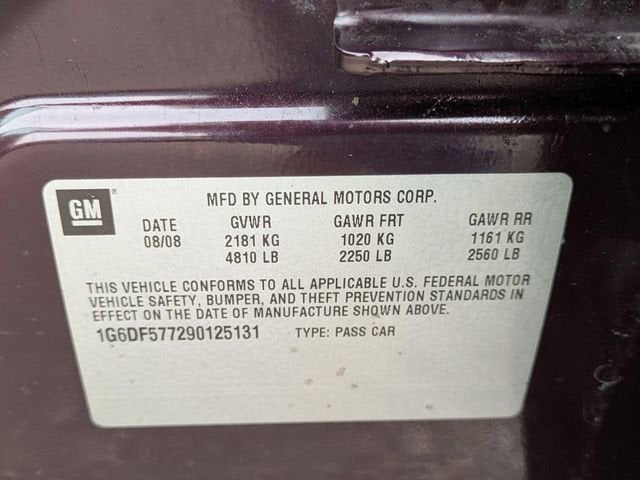 GM
MFD BY GENERAL MOTORS CORP.
DATE GVWR GAWR FRT GAWR RR
08/08 2181 KG 1020 KG 1161 KG
4810 LB 2250 LB 2560 LB
THIS VEHICLE CONFORMS TO ALL APPLICABLE U.S. FEDERAL MOTOR
VEHICLE SAFETY, BUMPER, AND THEFT PREVENTION STANDARDS IN
EFFECT ON THE DATE OF MANUFACTURE SHOWN ABOVE.
1G6DF577290125131 TYPE: PASS CAR